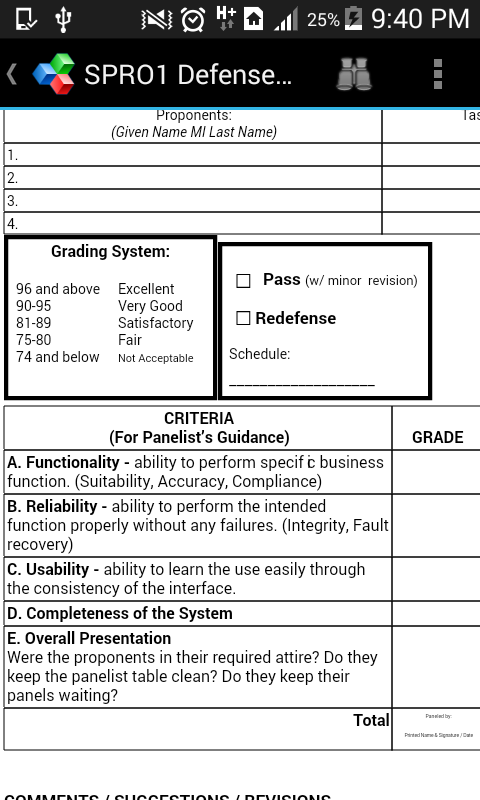 H+ 25% 9:40 PM
SPRO1 Defense...
Proponents:
(Given Name MI Last Name)
1.
2.
3.
4.
Grading System:
96 and above Excellent
90-95 Very Good
81-89 Satisfactory
75-80 Fair
74 and below Not Acceptable
☐ Pass (w/ minor revision)
☐ Redefense
Schedule:
____________________
CRITERIA
(For Panelist's Guidance)
GRADE
A. Functionality - ability to perform specific business
function. (Suitability, Accuracy, Compliance)
B. Reliability - ability to perform the intended
function properly without any failures. (Integrity, Fault
recovery)
C. Usability - ability to learn the use easily through
the consistency of the interface.
D. Completeness of the System
E. Overall Presentation
Were the proponents in their required attire? Do they
keep the panelist table clean? Do they keep their
panels waiting?
Total
Paneled by:
Printed Name & Signature / Date
COMMENTS / SUGGESTIONS / REVISIONS